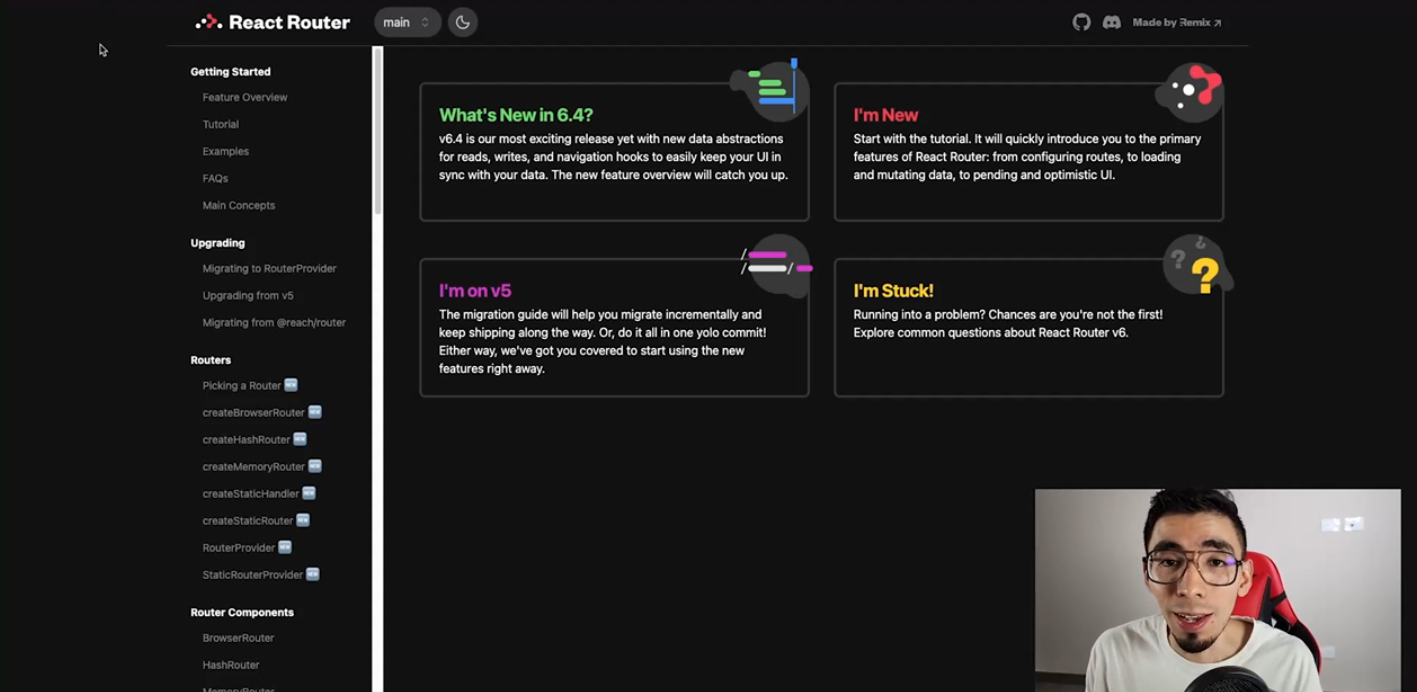 React Router
main
Made by Remix ↗
Getting Started
Feature Overview
Tutorial
Examples
FAQs
Main Concepts
Upgrading
Migrating to RouterProvider
Upgrading from v5
Migrating from @reach/router
Routers
Picking a Router 🆕
createBrowserRouter 🆕
createHashRouter 🆕
createMemoryRouter 🆕
createStaticHandler 🆕
createStaticRouter 🆕
RouterProvider 🆕
StaticRouterProvider 🆕
Router Components
BrowserRouter
HashRouter
MemoryRouter
What's New in 6.4?
v6.4 is our most exciting release yet with new data abstractions
for reads, writes, and navigation hooks to easily keep your UI in
sync with your data. The new feature overview will catch you up.
I'm New
Start with the tutorial. It will quickly introduce you to the primary
features of React Router: from configuring routes, to loading
and mutating data, to pending and optimistic UI.
I'm on v5
The migration guide will help you migrate incrementally and
keep shipping along the way. Or, do it all in one yolo commit!
Either way, we've got you covered to start using the new
features right away.
I'm Stuck!
Running into a problem? Chances are you're not the first!
Explore common questions about React Router v6.